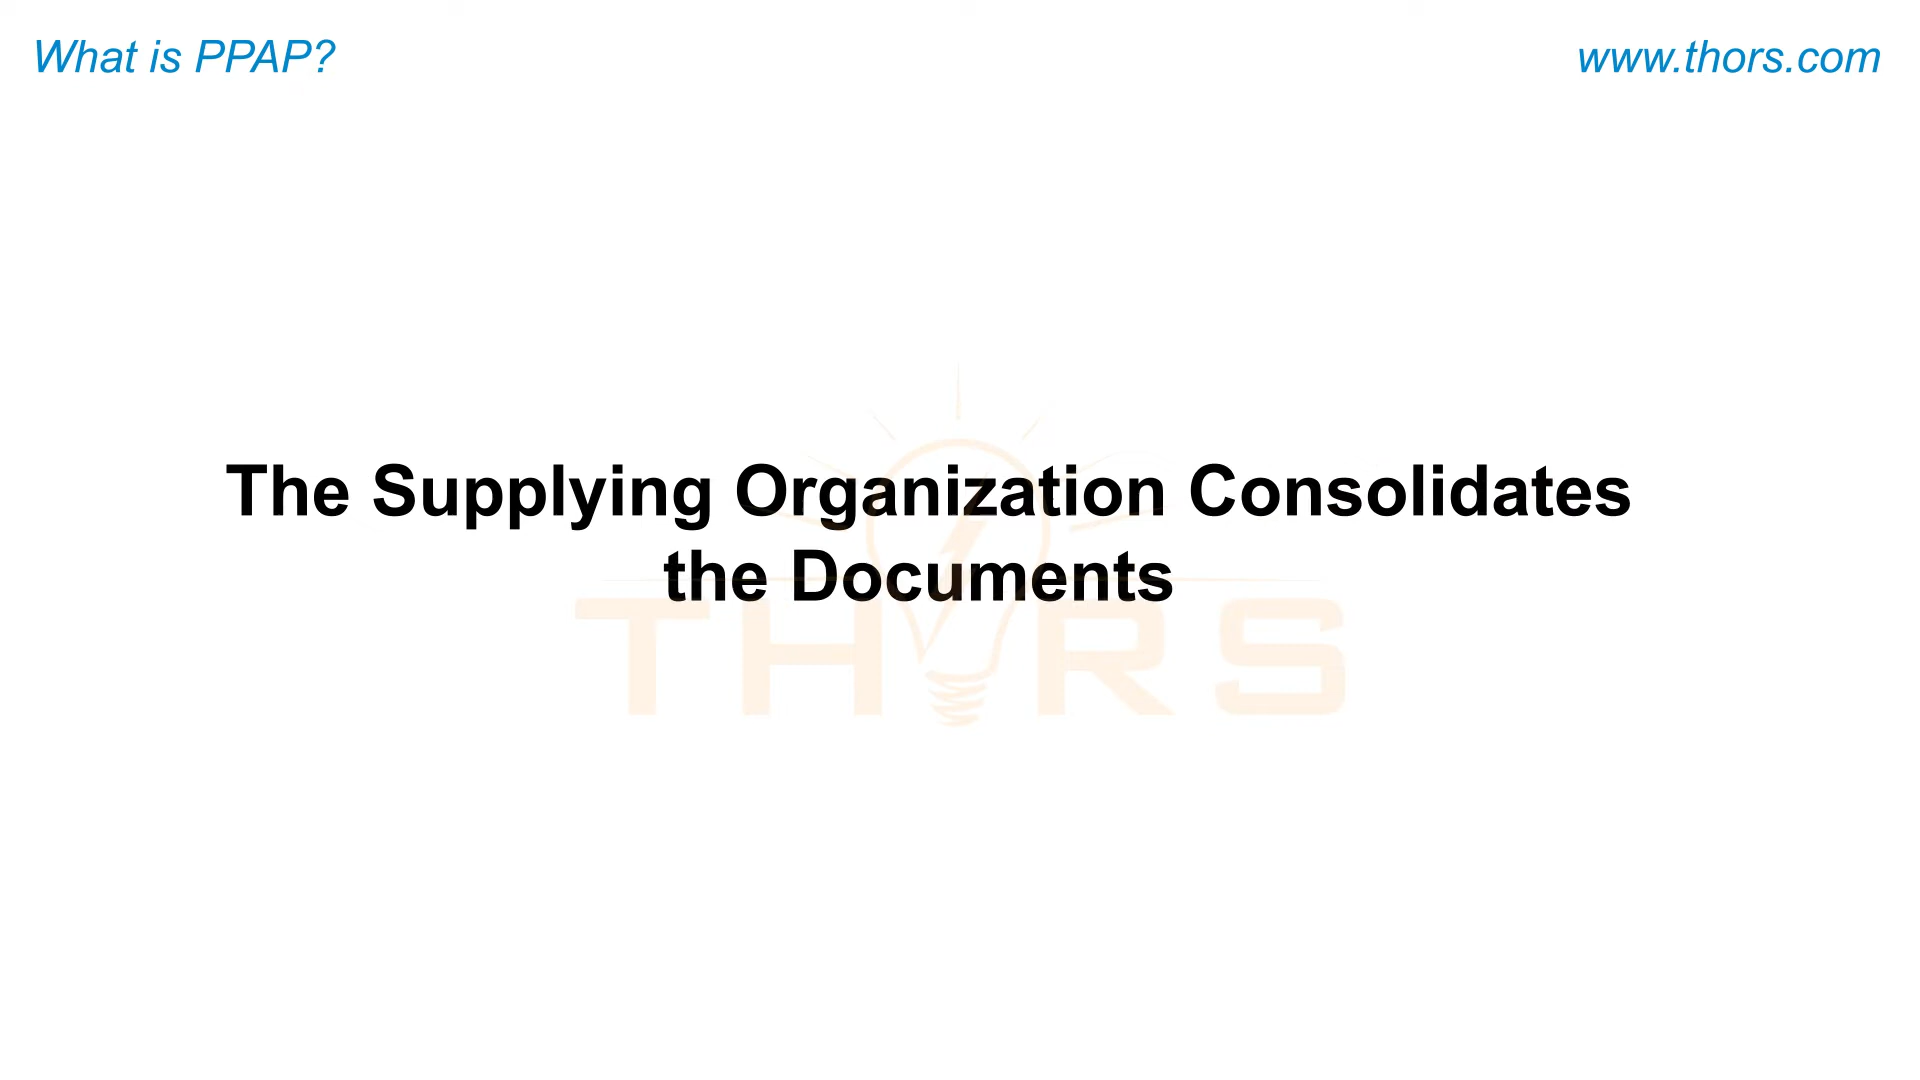 What is PPAP?
www.thors.com
The Supplying Organization Consolidates
the Documents
THORS